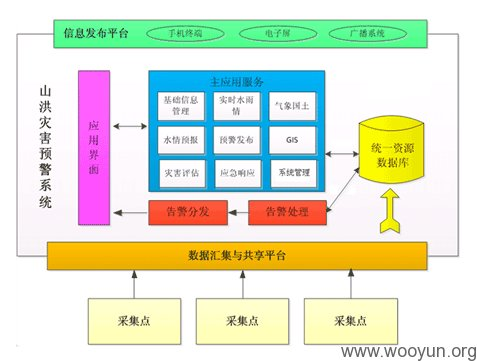 信息发布平台
手机终端
电子屏
广播系统
山洪灾害预警系统
应用界面
主应用服务
基础信息
管理
实时水雨
情
气象国土
水情预报
预警发布
GIS
灾害评估
应急响应
系统管理
统一资源
数据库
告警分发
告警处理
数据汇集与共享平台
采集点
采集点
采集点
www.wooyun.org